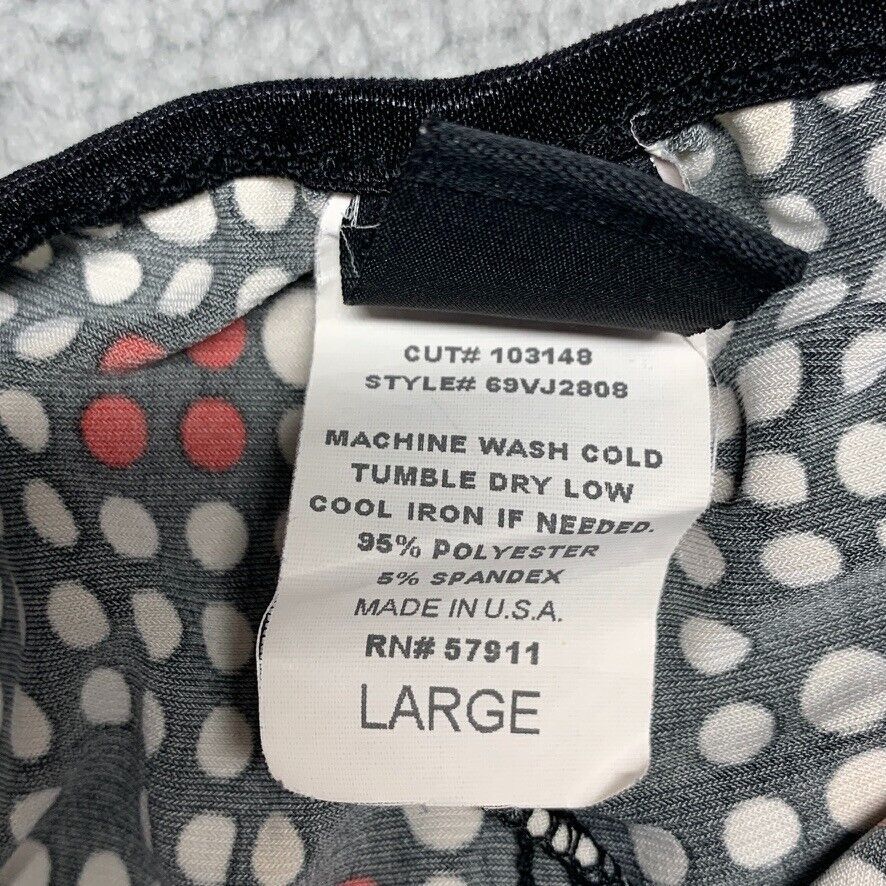 CUT# 103148
STYLE# 69VJ2808
MACHINE WASH COLD
TUMBLE DRY LOW
COOL IRON IF NEEDED.
95% POLYESTER
5% SPANDEX
MADE IN U.S.A.
RN# 57911
LARGE